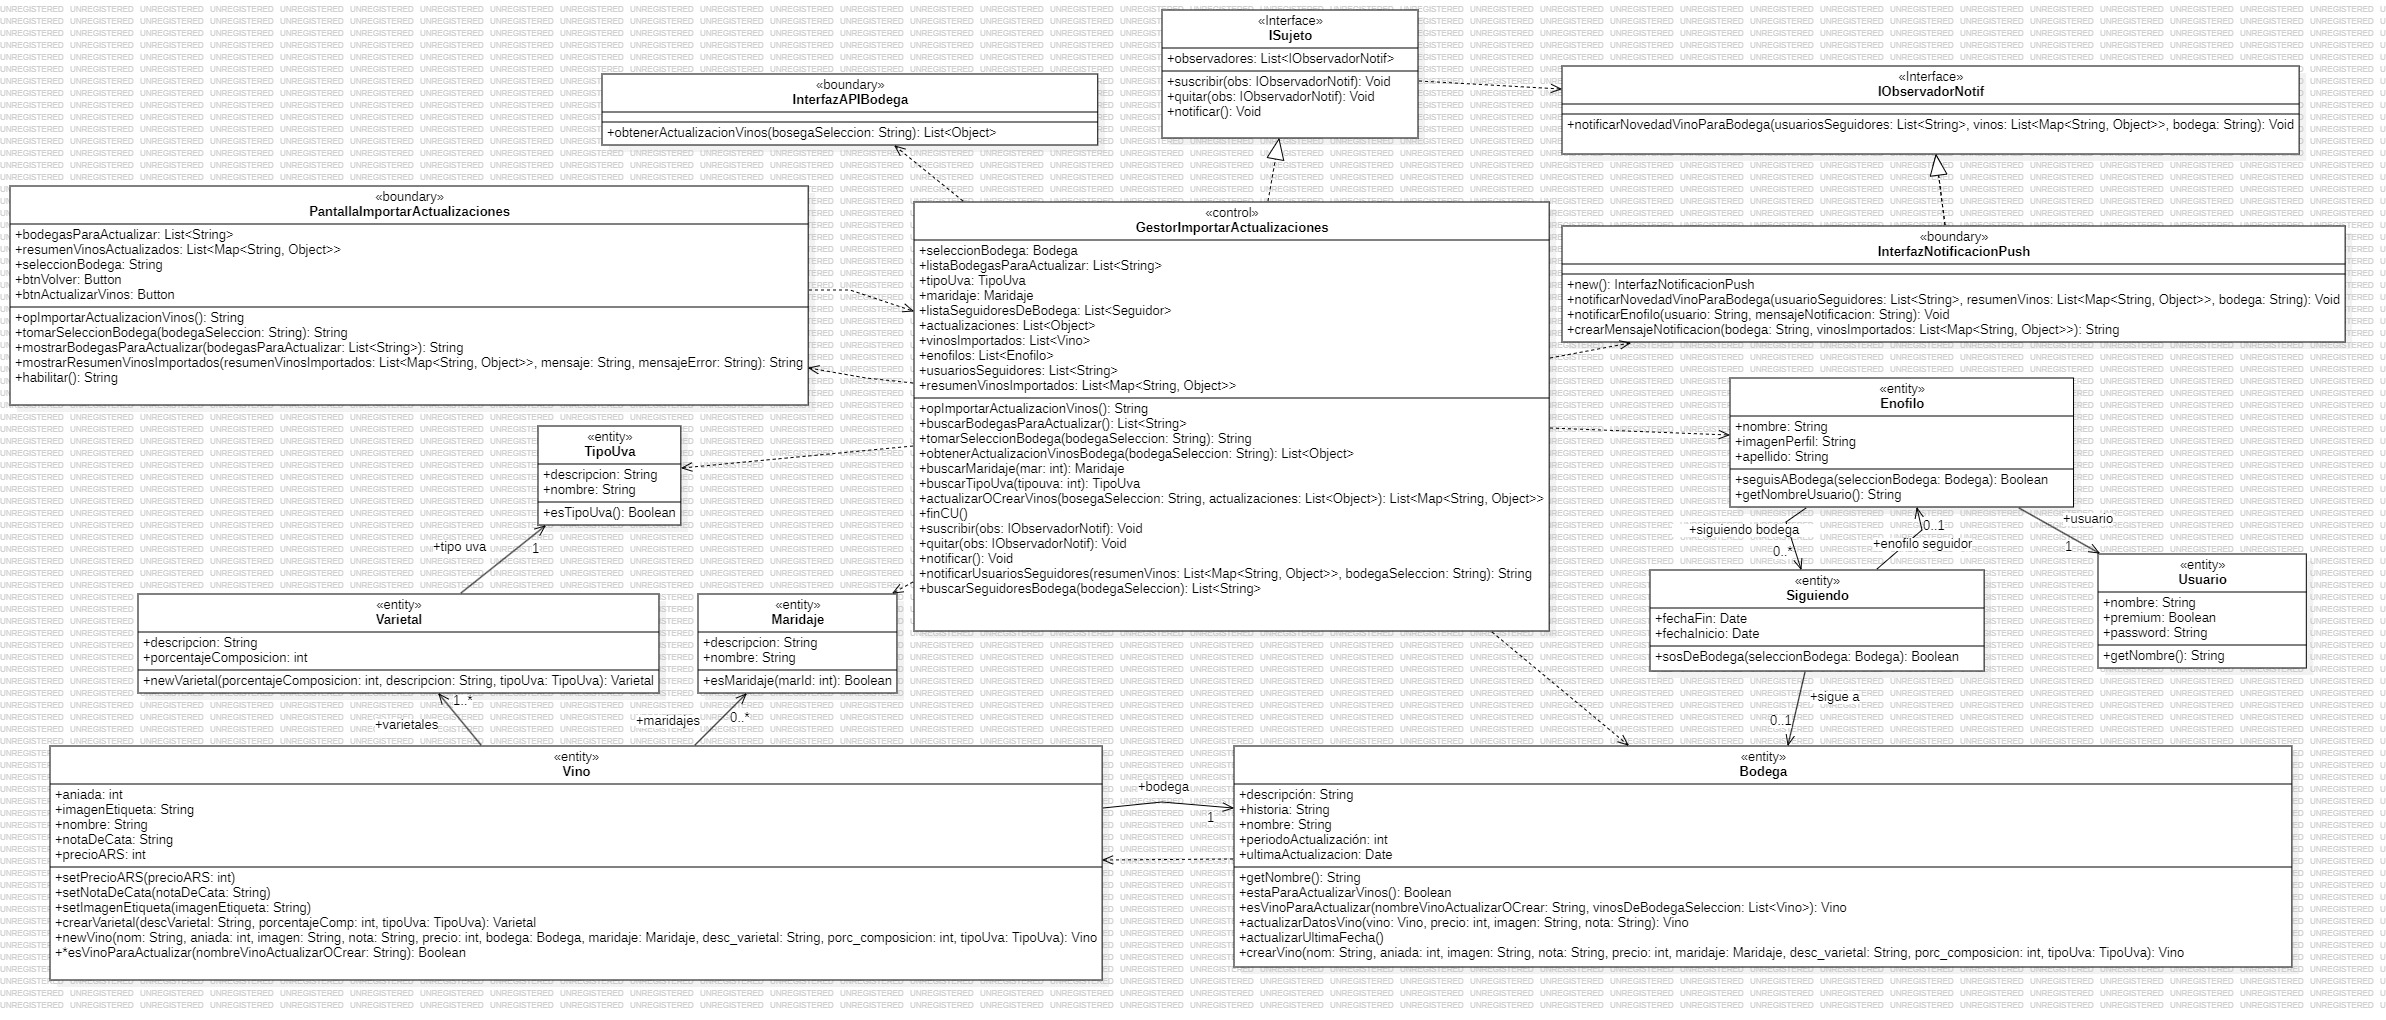 «Interface»
ISujeto
+observadores: List<IObservadorNotif>
+suscribir(obs: IObservadorNotif): Void
+quitar(obs: IObservadorNotif): Void
+notificar(): Void
«boundary»
InterfazAPIBodega
+obtenerActualizacionVinos(bosegaSeleccion: String): List<Object>
«Interface»
IObservadorNotif
+notificarNovedadVinoParaBodega(usuariosSeguidores: List<String>, vinos: List<Map<String, Object>>, bodega: String): Void
«boundary»
PantallaImportarActualizaciones
+bodegasParaActualizar: List<String>
+resumenVinosActualizados: List<Map<String, Object>>
+seleccionBodega: String
+btnVolver: Button
+btnActualizarVinos: Button
+opImportarActualizacionVinos(): String
+tomarSeleccionBodega(bodegaSeleccion: String): String
+mostrarBodegasParaActualizar(bodegasParaActualizar: List<String>): String
+mostrarResumenVinosImportados(resumenVinosImportados: List<Map<String, Object>>, mensaje: String, mensajeError: String): String
+habilitar(): String
«control»
GestorImportarActualizaciones
+seleccionBodega: Bodega
+listaBodegasParaActualizar: List<String>
+tipoUva: TipoUva
+maridaje: Maridaje
+listaSeguidoresDeBodega: List<Seguidor>
+actualizaciones: List<Object>
+vinosImportados: List<Vino>
+enofilos: List<Enofilo>
+usuariosSeguidores: List<String>
+resumenVinosImportados: List<Map<String, Object>>
+opImportarActualizacionVinos(): String
+buscarBodegasParaActualizar(): List<String>
+tomarSeleccionBodega(bodegaSeleccion: String): String
+obtenerActualizacionVinosBodega(bodegaSeleccion: String): List<Object>
+buscarMaridaje(mar: int): Maridaje
+buscarTipoUva(tipouva: int): TipoUva
+actualizarOCrearVinos(bosegaSeleccion: String, actualizaciones: List<Object>): List<Map<String, Object>>
+finCU()
+suscribir(obs: IObservadorNotif): Void
+quitar(obs: IObservadorNotif): Void
+notificar(): Void
+notificarUsuariosSeguidores(resumenVinos: List<Map<String, Object>>, bodegaSeleccion: String): String
+buscarSeguidoresBodega(bodegaSeleccion): List<String>
«boundary»
InterfazNotificacionPush
+new(): InterfazNotificacionPush
+notificarNovedadVinoParaBodega(usuarioSeguidores: List<String>, resumenVinos: List<Map<String, Object>>, bodega: String): Void
+notificarEnofilo(usuario: String, mensajeNotificacion: String): Void
+crearMensajeNotificacion(bodega: String, vinosImportados: List<Map<String, Object>>): String
«entity»
Enofilo
+nombre: String
+imagenPerfil: String
+apellido: String
+seguisABodega(seleccionBodega: Bodega): Boolean
+getNombreUsuario(): String
«entity»
TipoUva
+descripcion: String
+nombre: String
+esTipoUva(): Boolean
+siguiendo bodega
0..*
0..1
+enofilo seguidor
+usuario
1
+tipo uva
1
«entity»
Siguiendo
+fechaFin: Date
+fechaInicio: Date
+sosDeBodega(seleccionBodega: Bodega): Boolean
«entity»
Usuario
+nombre: String
+premium: Boolean
+password: String
+getNombre(): String
«entity»
Varietal
+descripcion: String
+porcentajeComposicion: int
+newVarietal(porcentajeComposicion: int, descripcion: String, tipoUva: TipoUva): Varietal
«entity»
Maridaje
+descripcion: String
+nombre: String
+esMaridaje(marId: int): Boolean
1..*
+varietales
+maridajes
0..*
+sigue a
0..1
«entity»
Vino
+aniada: int
+imagenEtiqueta: String
+nombre: String
+notaDeCata: String
+precioARS: int
+setPrecioARS(precioARS: int)
+setNotaDeCata(notaDeCata: String)
+setImagenEtiqueta(imagenEtiqueta: String)
+crearVarietal(descVarietal: String, porcentajeComp: int, tipoUva: TipoUva): Varietal
+newVino(nom: String, aniada: int, imagen: String, nota: String, precio: int, bodega: Bodega, maridaje: Maridaje, desc_varietal: String, porc_composicion: int, tipoUva: TipoUva): Vino
+*esVinoParaActualizar(nombreVinoActualizarOCrear: String): Boolean
+bodega
1
«entity»
Bodega
+descripción: String
+historia: String
+nombre: String
+periodoActualización: int
+ultimaActualizacion: Date
+getNombre(): String
+estaParaActualizarVinos(): Boolean
+esVinoParaActualizar(nombreVinoActualizarOCrear: String, vinosDeBodegaSeleccion: List<Vino>): Vino
+actualizarDatosVino(vino: Vino, precio: int, imagen: String, nota: String): Vino
+actualizarUltimaFecha()
+crearVino(nom: String, aniada: int, imagen: String, nota: String, precio: int, maridaje: Maridaje, desc_varietal: String, porc_composicion: int, tipoUva: TipoUva): Vino
UNREGISTERED